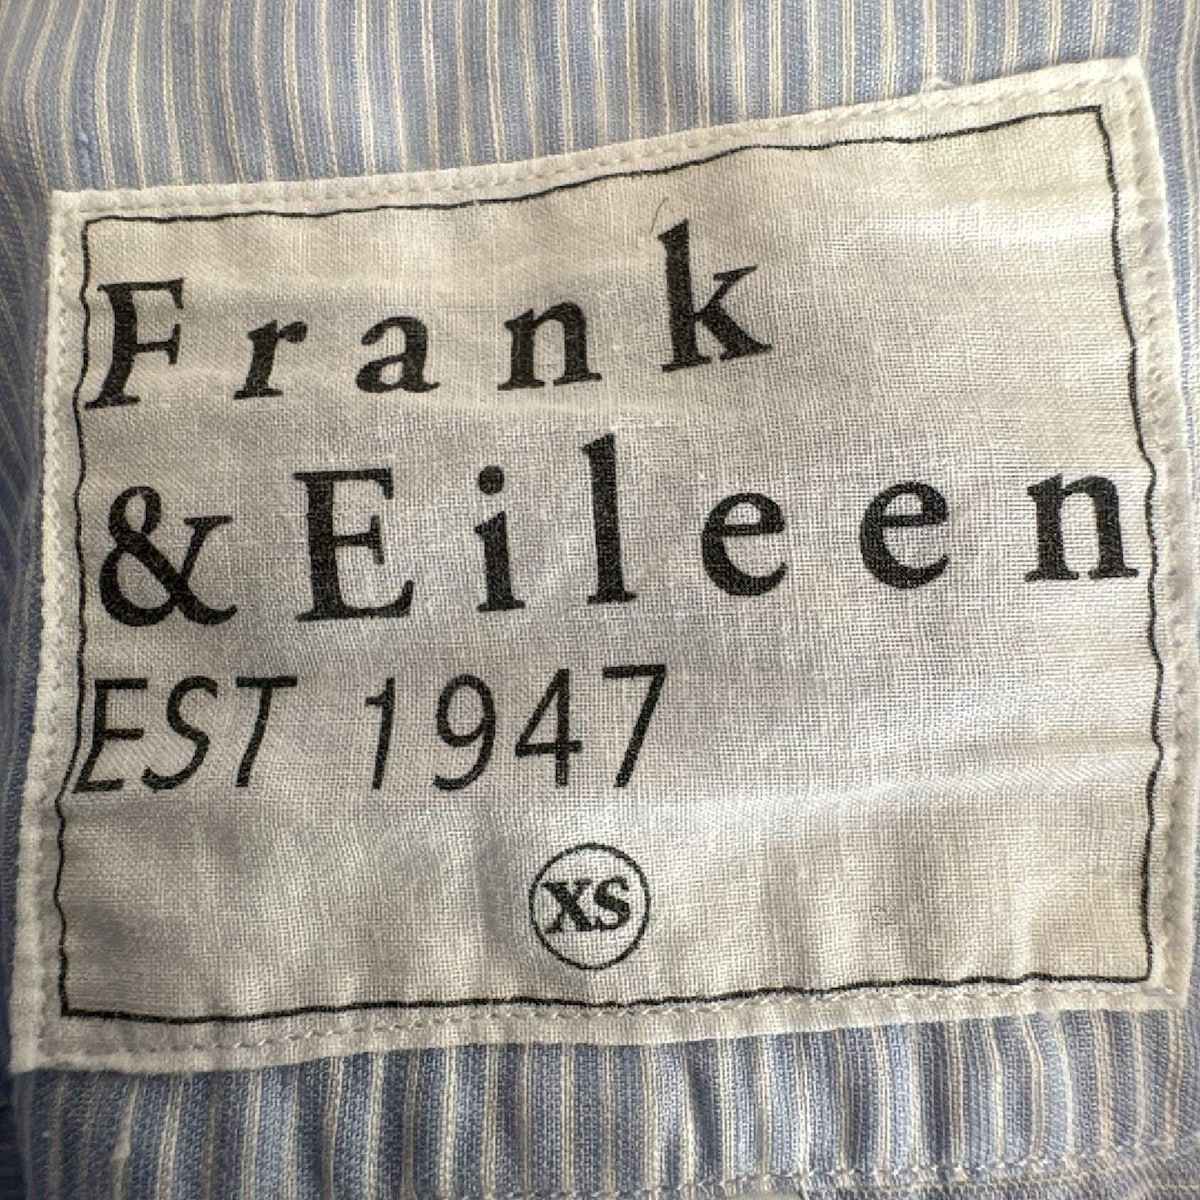 Frank
& Eileen
EST 1947
XS